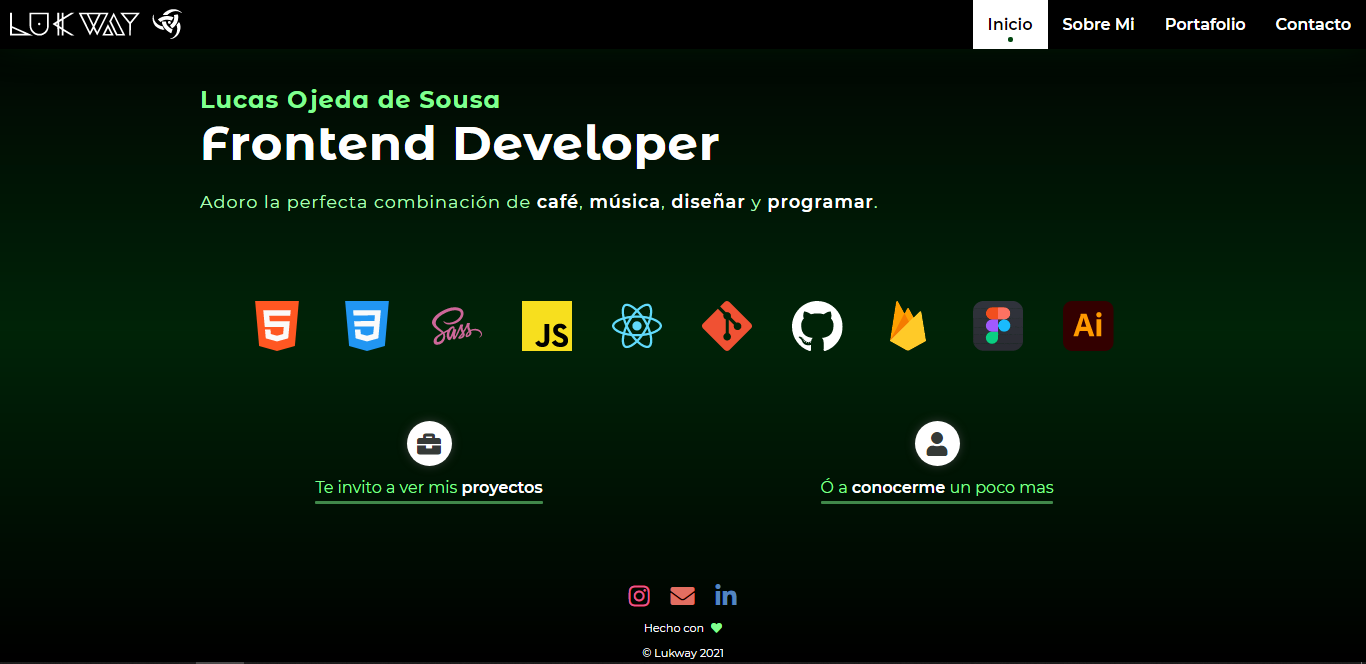 LUKWAY
Inicio Sobre Mi Portafolio Contacto
Lucas Ojeda de Sousa
Frontend Developer
Adoro la perfecta combinación de café, música, diseñar y programar.
5 3 Sass JS Ai
Te invito a ver mis proyectos
Ó a conocerme un poco mas
in
Hecho con
© Lukway 2021